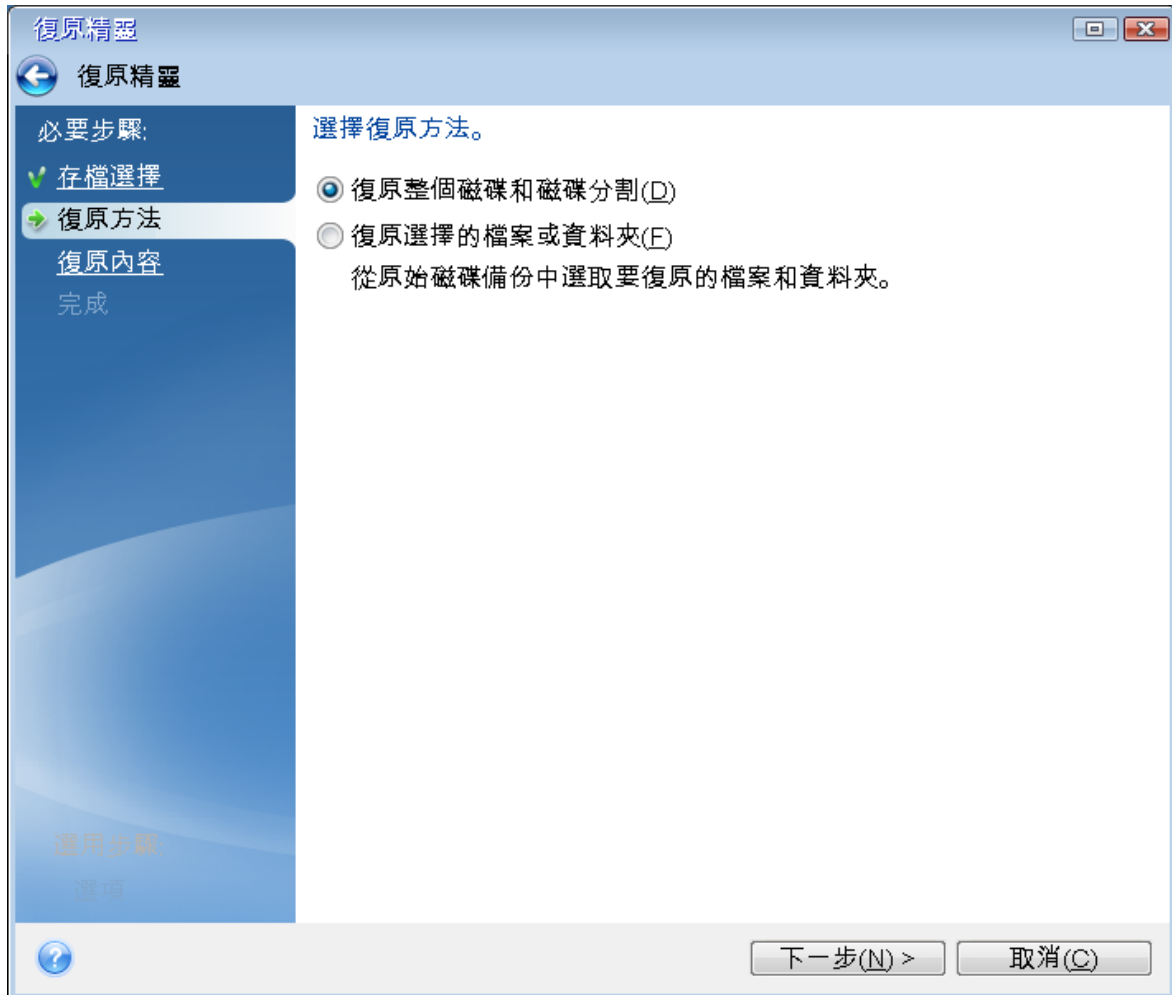 復原精靈
復原精靈
必要步驟:
存檔選擇
復原方法
復原內容
完成
選擇復原方法。
復原整個磁碟和磁碟分割(D)
復原選擇的檔案或資料夾(F)
從原始磁碟備份中選取要復原的檔案和資料夾。
選用步驟:
選項
下一步(N) >
取消(C)